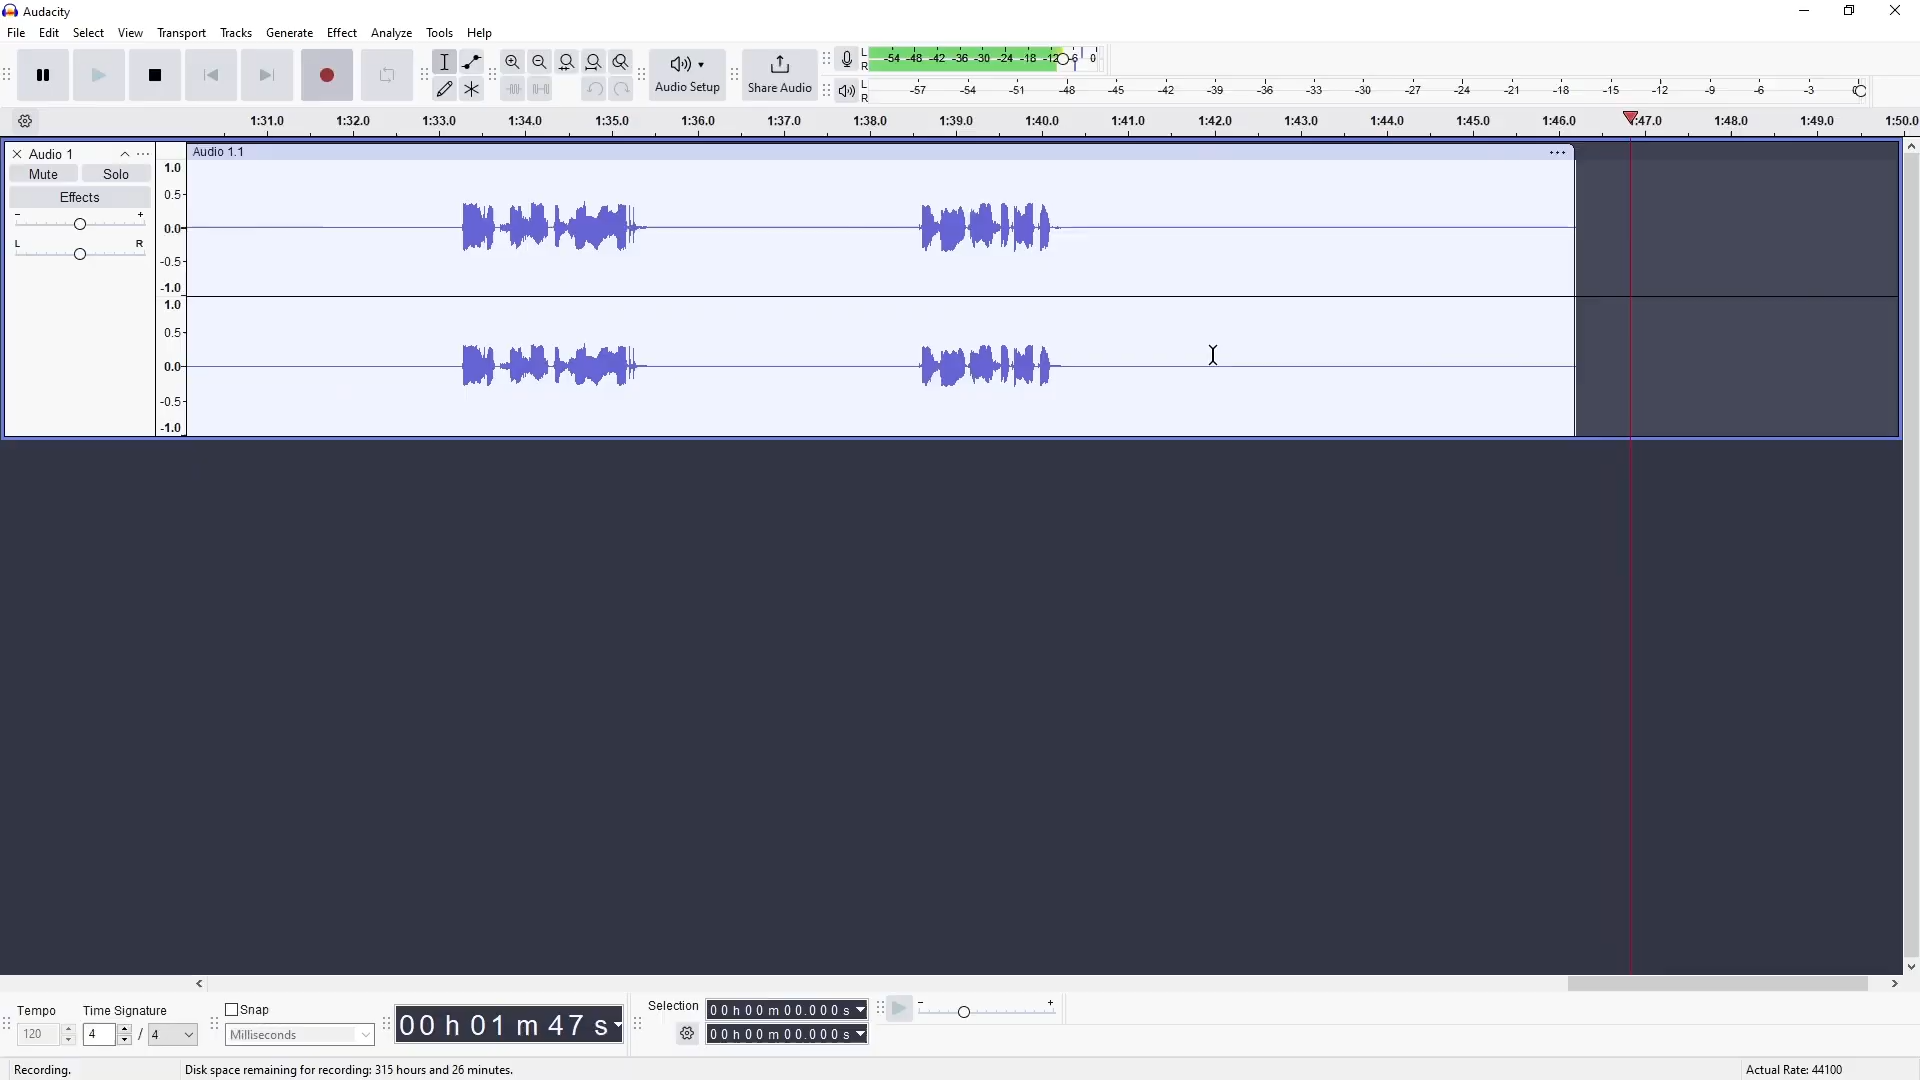 Audacity
File Edit Select View Transport Tracks Generate Effect Analyze Tools Help
Audio Setup
Share Audio
L
R
-54 -48 -42 -36 -30 -24 -18 -12 -6 0
L
R
-57 -54 -51 -48 -45 -42 -39 -36 -33 -30 -27 -24 -21 -18 -15 -12 -9 -6 -3 0
1:31.0 1:32.0 1:33.0 1:34.0 1:35.0 1:36.0 1:37.0 1:38.0 1:39.0 1:40.0 1:41.0 1:42.0 1:43.0 1:44.0 1:45.0 1:46.0 1:47.0 1:48.0 1:49.0 1:50.0
Audio 1
Mute Solo
Effects
- +
L R
Audio 1.1
1.0
0.5
0.0
-0.5
-1.0
1.0
0.5
0.0
-0.5
-1.0
Tempo
120
Time Signature
4 / 4
Snap
Milliseconds
00 h 01 m 47 s
Selection
00 h 00 m 00.000 s
00 h 00 m 00.000 s
- +
Recording.
Disk space remaining for recording: 315 hours and 26 minutes.
Actual Rate: 44100